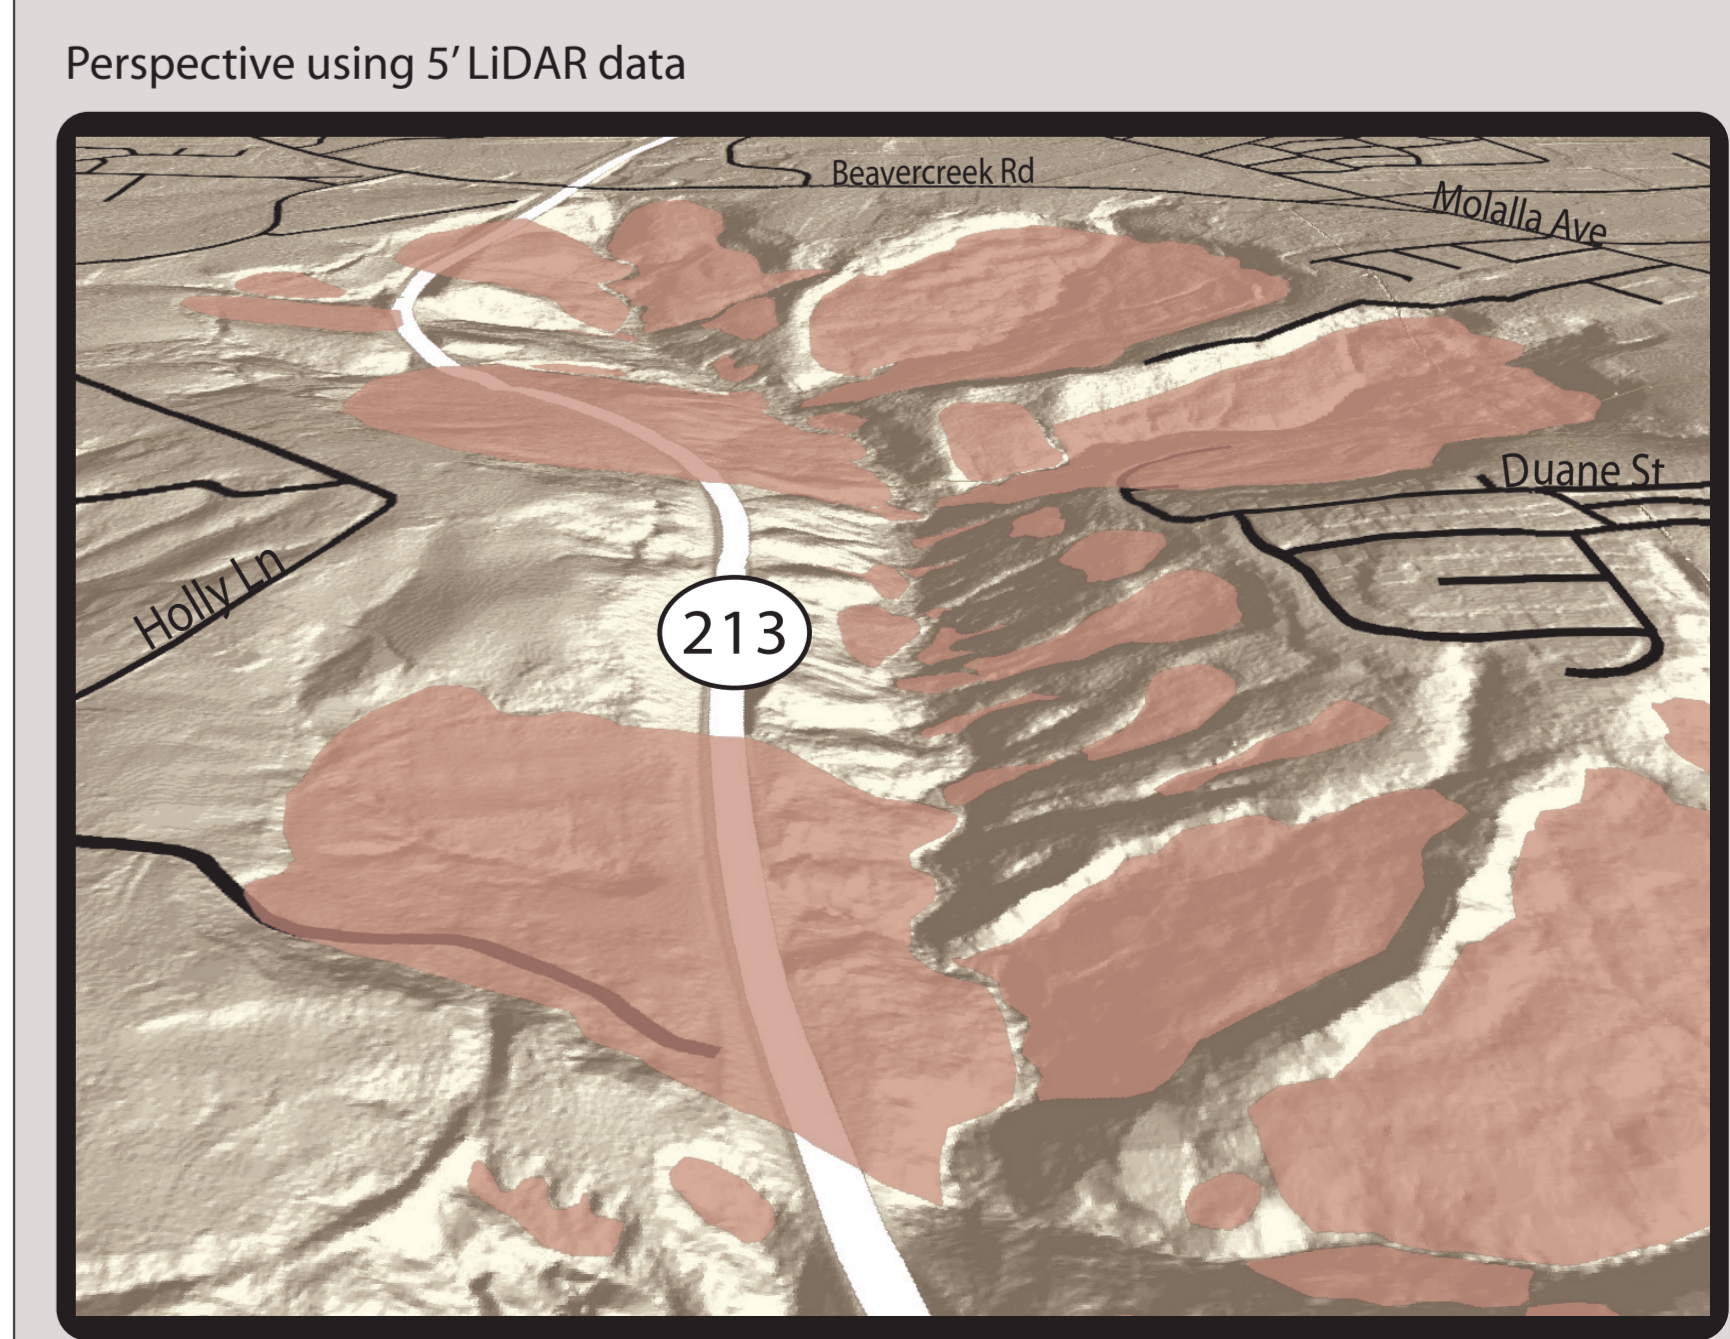 Perspective using 5' LiDAR data
Beavercreek Rd
Molalla Ave
Duane St
Holly Ln
213